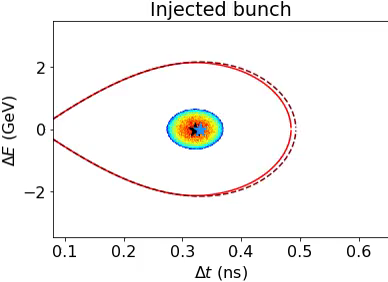 Injected bunch
ΔE (GeV)
2
0
−2
0.1 0.2 0.3 0.4 0.5 0.6
Δt (ns)